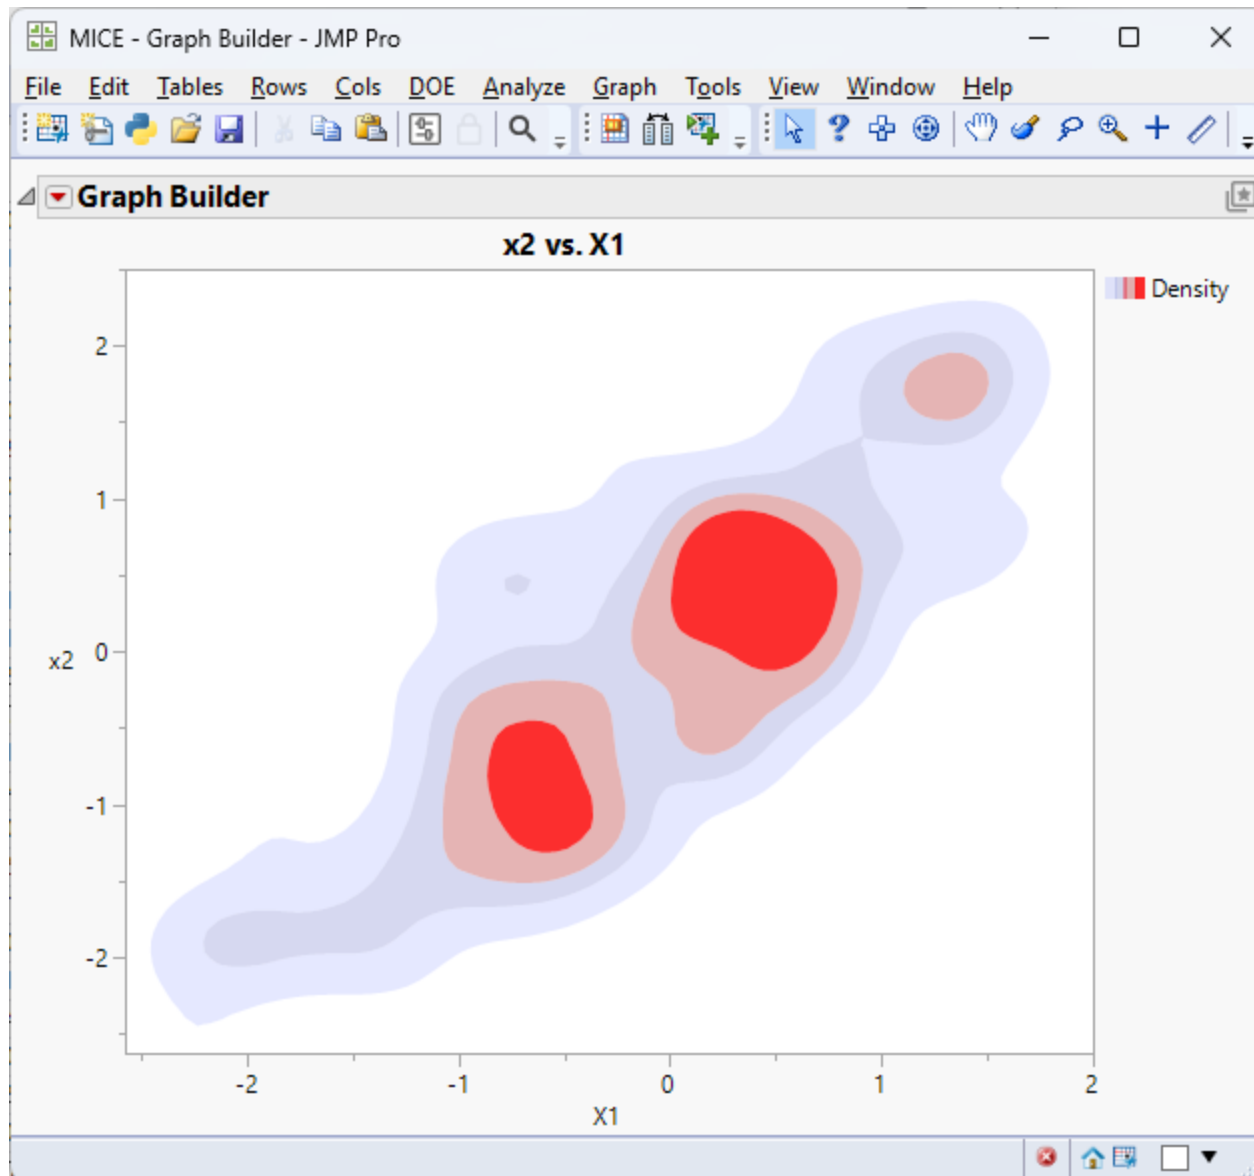 MICE - Graph Builder - JMP Pro
File Edit Tables Rows Cols DOE Analyze Graph Tools View Window Help
Graph Builder
x2 vs. X1
Density
2
1
0
-1
-2
x2
-2 -1 0 1 2
X1